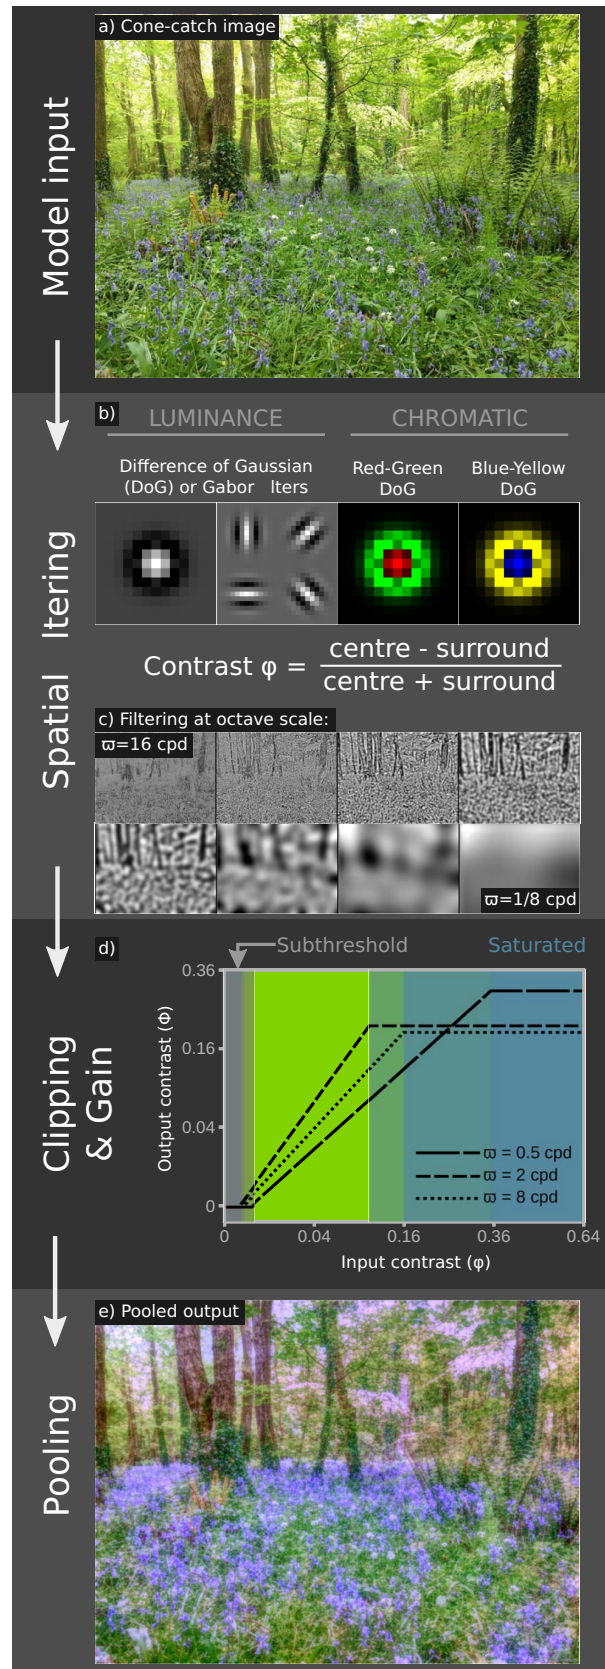 Model input
a) Cone-catch image
Spatial   ltering
b)
LUMINANCE
CHROMATIC
Difference of Gaussian
(DoG) or Gabor   lters
Red-Green
DoG
Blue-Yellow
DoG
Contrast φ = centre - surround
centre + surround
c) Filtering at octave scale:
ϖ=16 cpd
ϖ=1/8 cpd
Clipping
& Gain
d)
Subthreshold
Saturated
Output contrast (Φ)
0.36
0.16
0.04
0
ϖ = 0.5 cpd
ϖ = 2 cpd
ϖ = 8 cpd
0
0.04
0.16
0.36
0.64
Input contrast (φ)
Pooling
e) Pooled output